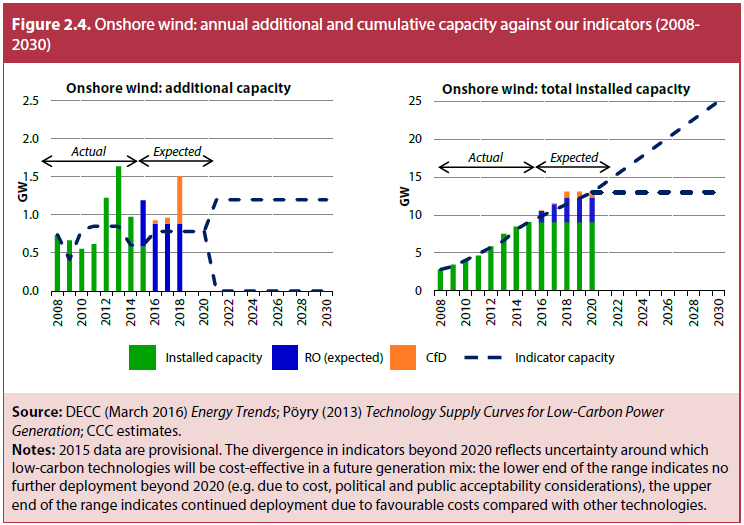 Figure 2.4. Onshore wind: annual additional and cumulative capacity against our indicators (2008-
2030)
Onshore wind: additional capacity
2.5
2.0
1.5
1.0
0.5
0.0
GW
Actual
Expected
2008
2010
2012
2014
2016
2018
2020
2022
2024
2026
2028
2030
Onshore wind: total installed capacity
25
20
15
10
5
0
GW
Actual
Expected
2008
2010
2012
2014
2016
2018
2020
2022
2024
2026
2028
2030
Installed capacity
RO (expected)
CfD
Indicator capacity
Source: DECC (March 2016) Energy Trends; Pöyry (2013) Technology Supply Curves for Low-Carbon Power
Generation; CCC estimates.
Notes: 2015 data are provisional. The divergence in indicators beyond 2020 reflects uncertainty around which
low-carbon technologies will be cost-effective in a future generation mix: the lower end of the range indicates no
further deployment beyond 2020 (e.g. due to cost, political and public acceptability considerations), the upper
end of the range indicates continued deployment due to favourable costs compared with other technologies.